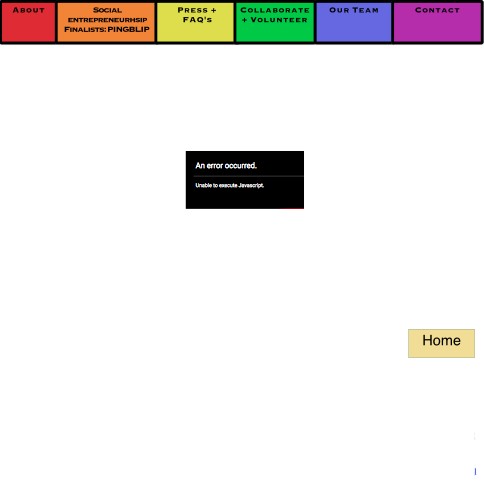 About
Social
entrepreneurhsip
Finalists: PINGBLIP
Press +
FAQ's
Collaborate
+ Volunteer
Our Team
Contact
An error occurred.
Unable to execute Javascript.
Home